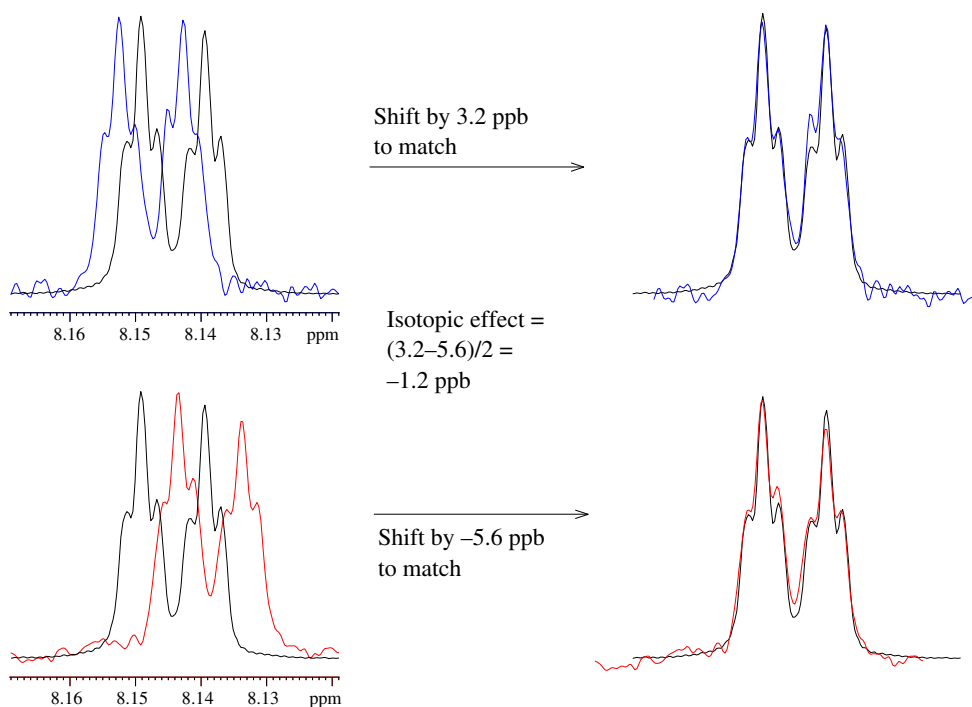 Shift by 3.2 ppb
to match
8.16 8.15 8.14 8.13 ppm
Isotopic effect =
(3.2–5.6)/2 =
–1.2 ppb
Shift by –5.6 ppb
to match
8.16 8.15 8.14 8.13 ppm